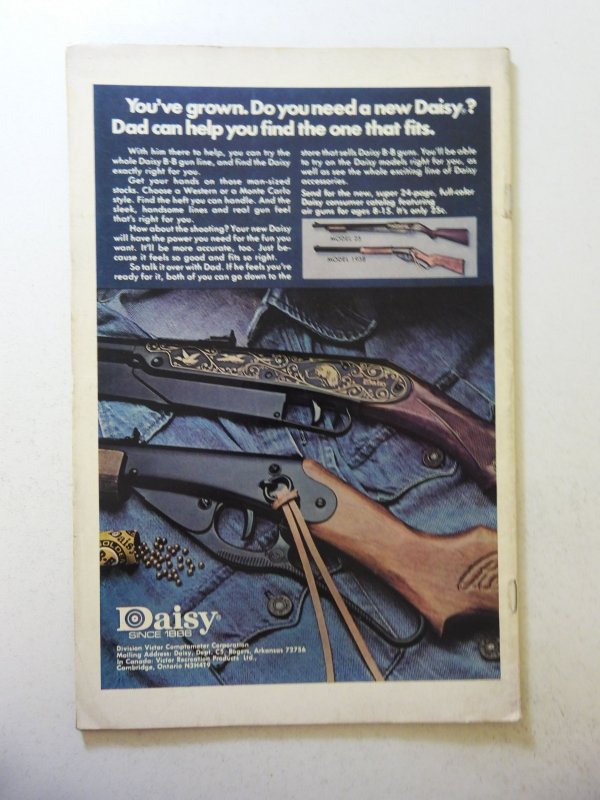 You've grown. Do you need a new Daisy®?
Dad can help you find the one that fits.
With him there to help, you can try the
whole Daisy B·B gun line, and find the Daisy
exactly right for you.
Get your hands on those man-sized
stocks. Choose a Western or a Monte Carlo
style. Find the heft you can handle. And the
sleek, handsome lines and real gun feel
that's right for you.
How about the shooting? Your new Daisy
will have the power you need for the fun you
want. It'll be more accurate, too. Just be-
cause it feels so good and fits so right.
So talk it over with Dad. If he feels you're
ready for it, both of you can go down to the
store that sells Daisy B·B guns. You'll be able
to try on the Daisy models right for you, as
well as see the whole exciting line of Daisy
accessories.
Send for the new, super 24-page, full-color
Daisy consumer catalog featuring
air guns for ages 8-15. It's only 25¢.
MODEL 25
MODEL 1938
Daisy
Daisy
GOLDEN
Daisy®
SINCE 1886
Division Victor Comptometer Corporation
Mailing Address: Daisy, Dept. C5, Rogers, Arkansas 72756
In Canada: Victor Recreation Products Ltd.,
Cambridge, Ontario N3H4T9